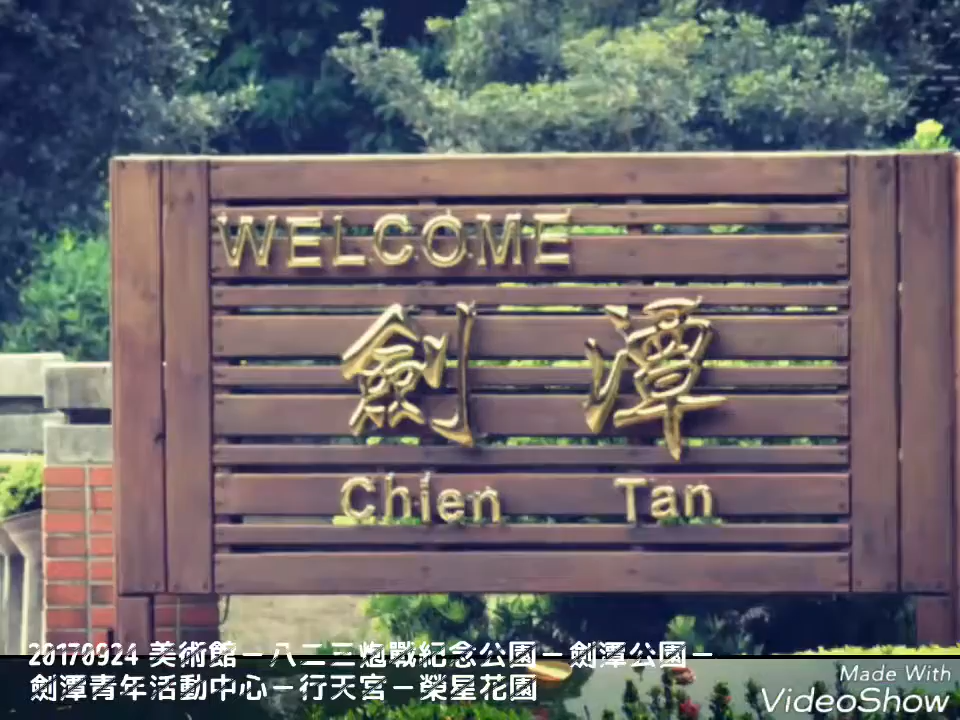 WELCOME
劍潭
Chien Tan
20170924 美術館－八二三炮戰紀念公園－劍潭公園－
劍潭青年活動中心－行天宮－榮星花園
Made With
VideoShow